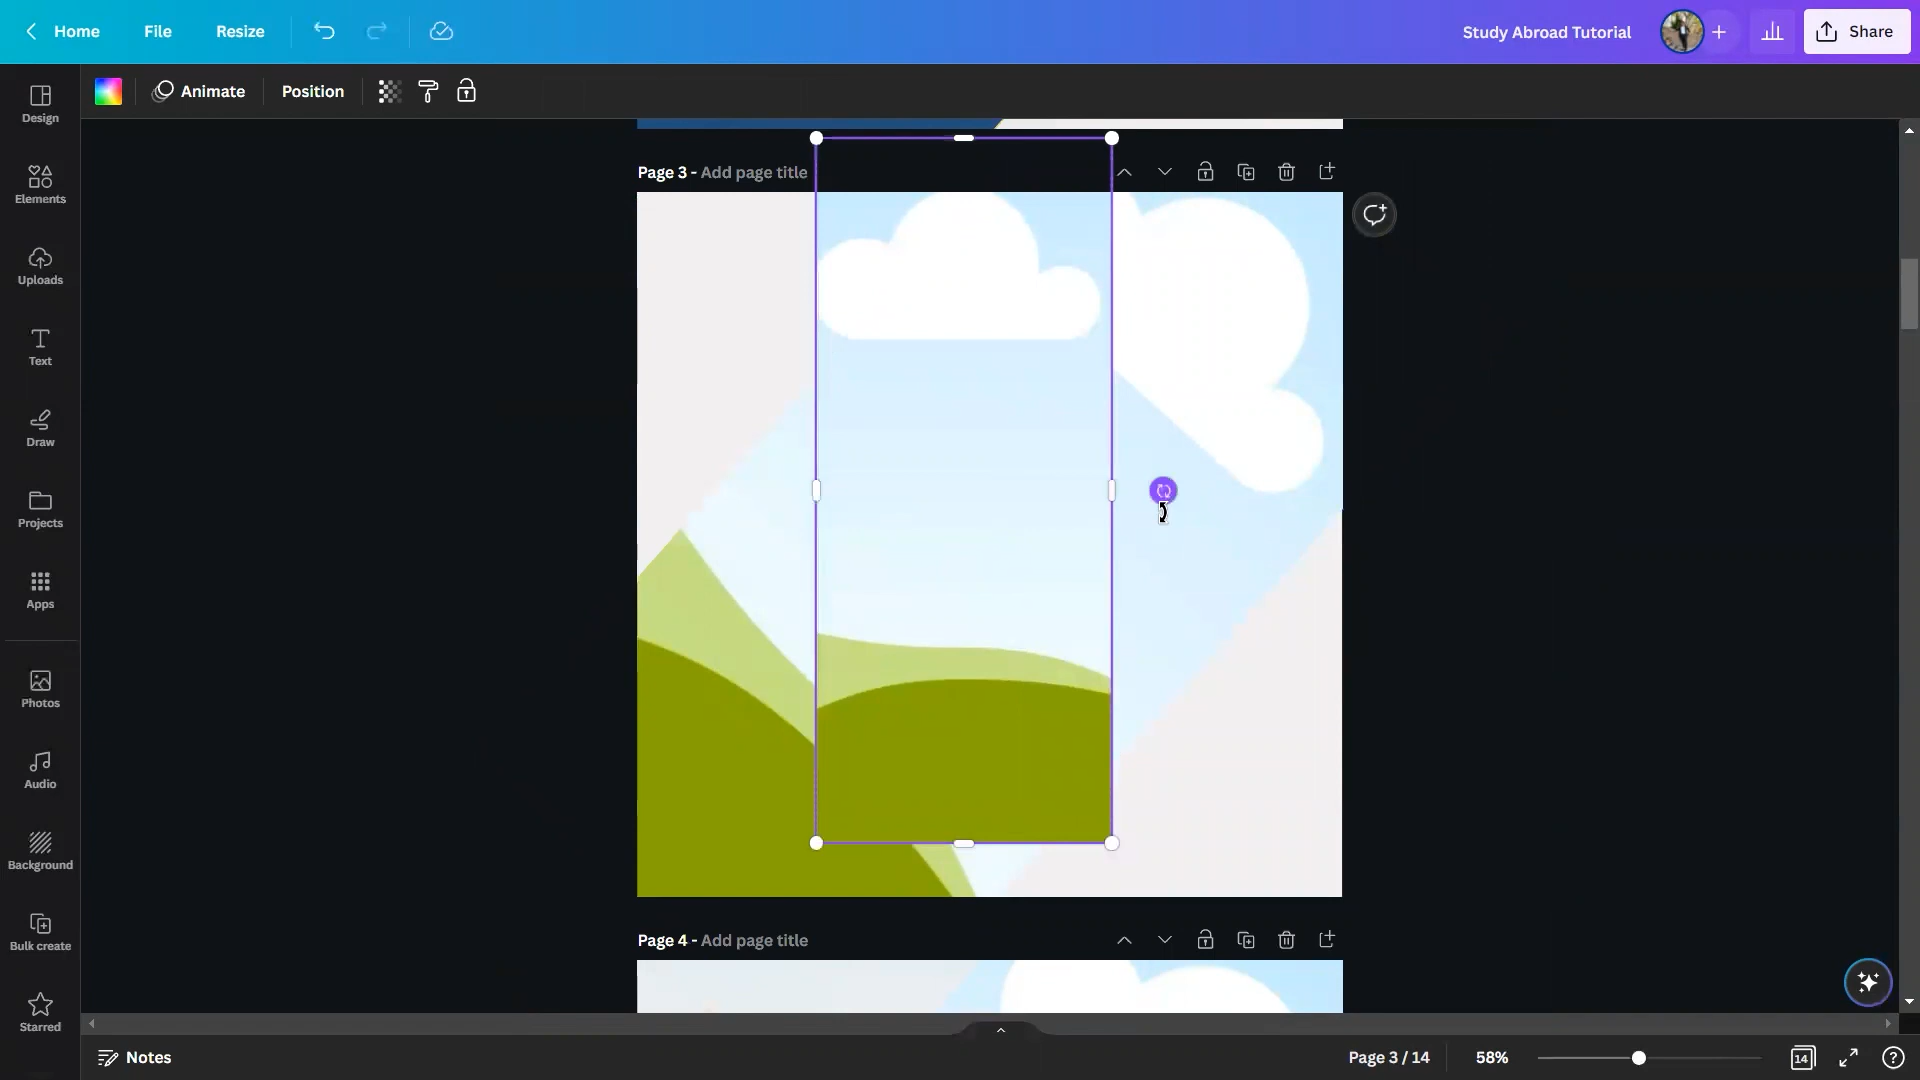 Home File Resize Study Abroad Tutorial Share
Animate Position
Design
Elements
Uploads
Text
Draw
Projects
Apps
Photos
Audio
Background
Bulk create
Starred
Page 3 - Add page title
Page 4 - Add page title
Notes Page 3 / 14 58% 14